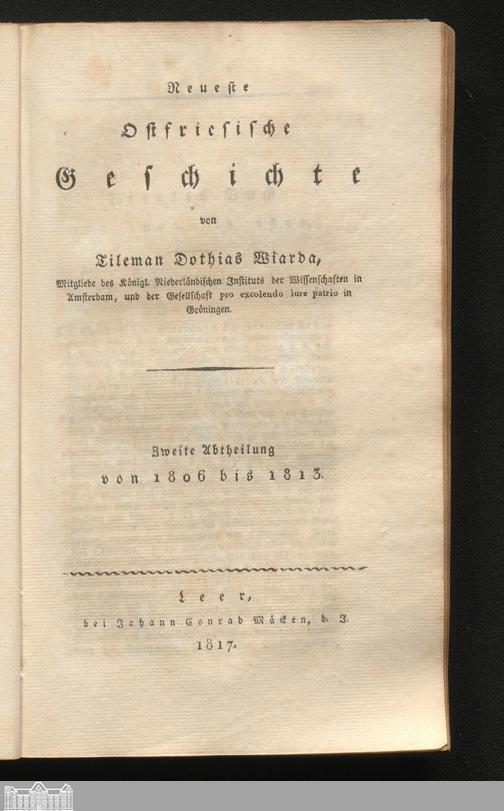 Neueste
Ostfriesische
Geschichte
von
Tileman Dothias Wiarda,
Mitgliede des Königl. Niederländischen Instituts der Wissenschaften in
Amsterdam, und der Gesellschaft pro excolendo iure patrio in
Gröningen.
Zweite Abtheilung
von 1806 bis 1813.
Leer,
bei Johann Conrad Mäcken, d. J.
1817.